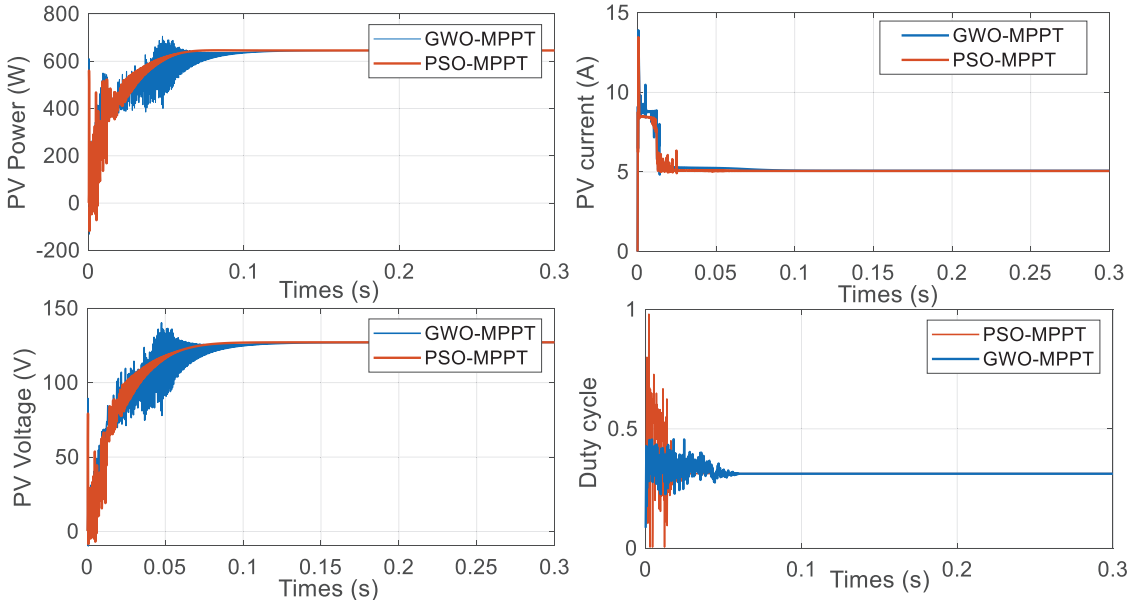 800
600
400
200
0
-200
PV Power (W)
GWO-MPPT
PSO-MPPT
0
0.1
0.2
0.3
Times (s)
15
10
5
0
PV current (A)
GWO-MPPT
PSO-MPPT
0
0.05
0.1
0.15
0.2
0.25
0.3
Times (s)
150
100
50
0
PV Voltage (V)
GWO-MPPT
PSO-MPPT
0
0.05
0.1
0.15
0.2
0.25
0.3
Times (s)
1
0.5
0
Duty cycle
PSO-MPPT
GWO-MPPT
0
0.1
0.2
0.3
Times (s)